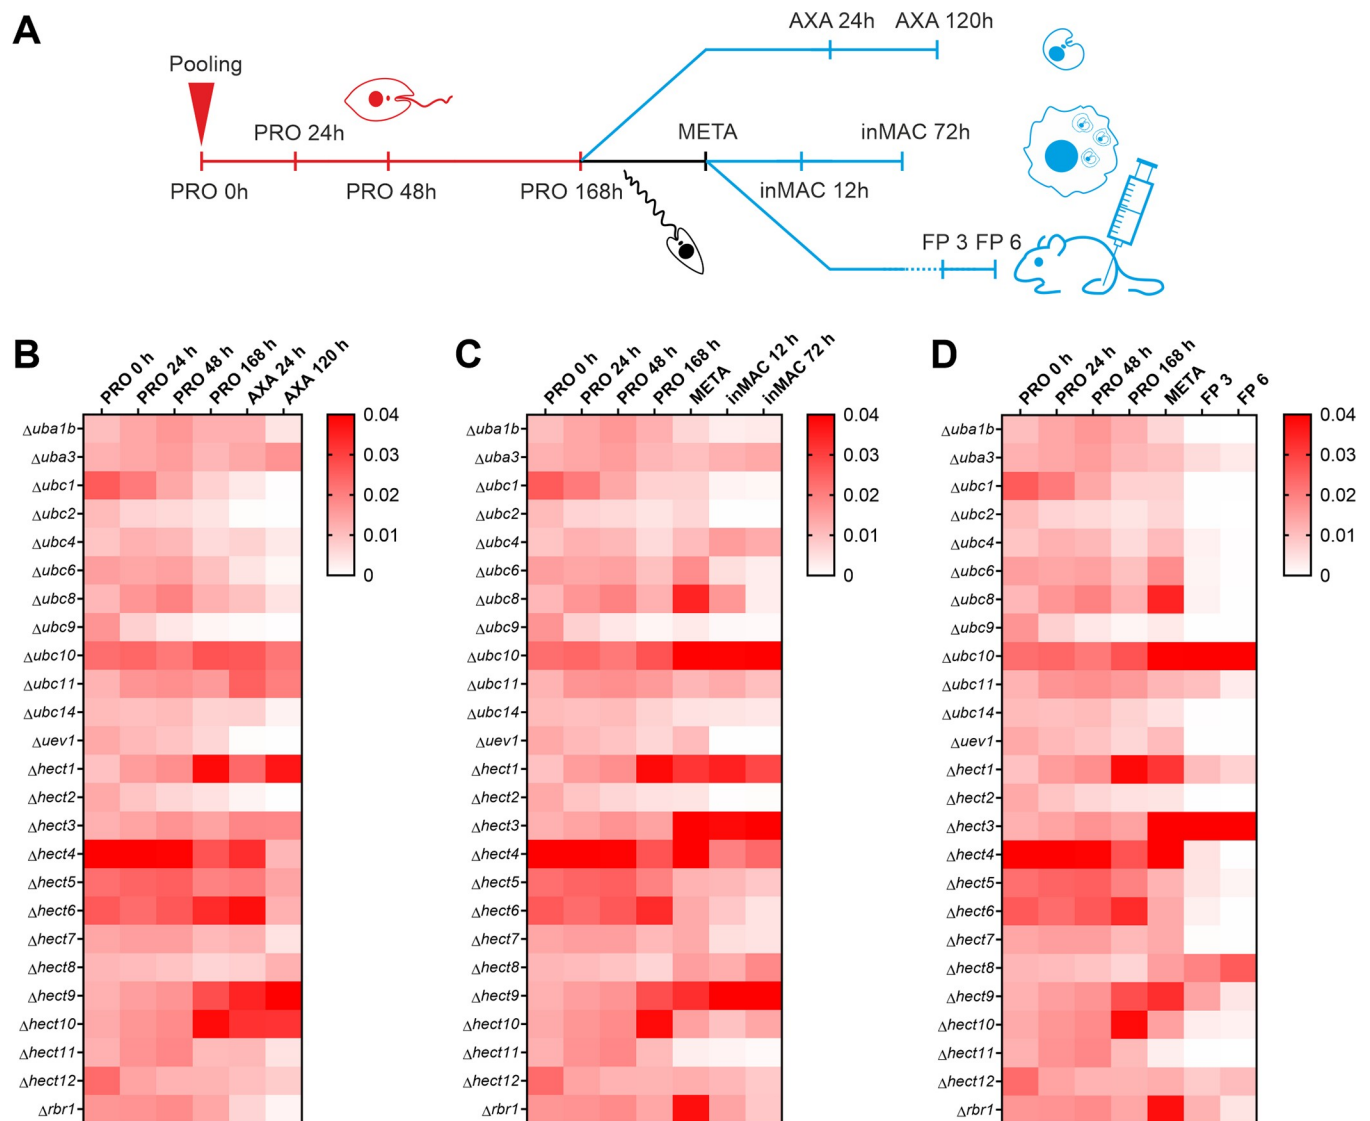 A
Pooling
PRO 0h
PRO 24h
PRO 48h
PRO 168h
META
AXA 24h
AXA 120h
inMAC 12h
inMAC 72h
FP 3 FP 6
B
PRO 0 h
PRO 24 h
PRO 48 h
PRO 168 h
AXA 24 h
AXA 120 h
Δuba1b
Δuba3
Δubc1
Δubc2
Δubc4
Δubc6
Δubc8
Δubc9
Δubc10
Δubc11
Δubc14
Δuev1
Δhect1
Δhect2
Δhect3
Δhect4
Δhect5
Δhect6
Δhect7
Δhect8
Δhect9
Δhect10
Δhect11
Δhect12
Δrbr1
0.04
0.03
0.02
0.01
0
C
PRO 0 h
PRO 24 h
PRO 48 h
PRO 168 h
META
inMAC 12 h
inMAC 72 h
Δuba1b
Δuba3
Δubc1
Δubc2
Δubc4
Δubc6
Δubc8
Δubc9
Δubc10
Δubc11
Δubc14
Δuev1
Δhect1
Δhect2
Δhect3
Δhect4
Δhect5
Δhect6
Δhect7
Δhect8
Δhect9
Δhect10
Δhect11
Δhect12
Δrbr1
0.04
0.03
0.02
0.01
0
D
PRO 0 h
PRO 24 h
PRO 48 h
PRO 168 h
META
FP 3
FP 6
Δuba1b
Δuba3
Δubc1
Δubc2
Δubc4
Δubc6
Δubc8
Δubc9
Δubc10
Δubc11
Δubc14
Δuev1
Δhect1
Δhect2
Δhect3
Δhect4
Δhect5
Δhect6
Δhect7
Δhect8
Δhect9
Δhect10
Δhect11
Δhect12
Δrbr1
0.04
0.03
0.02
0.01
0